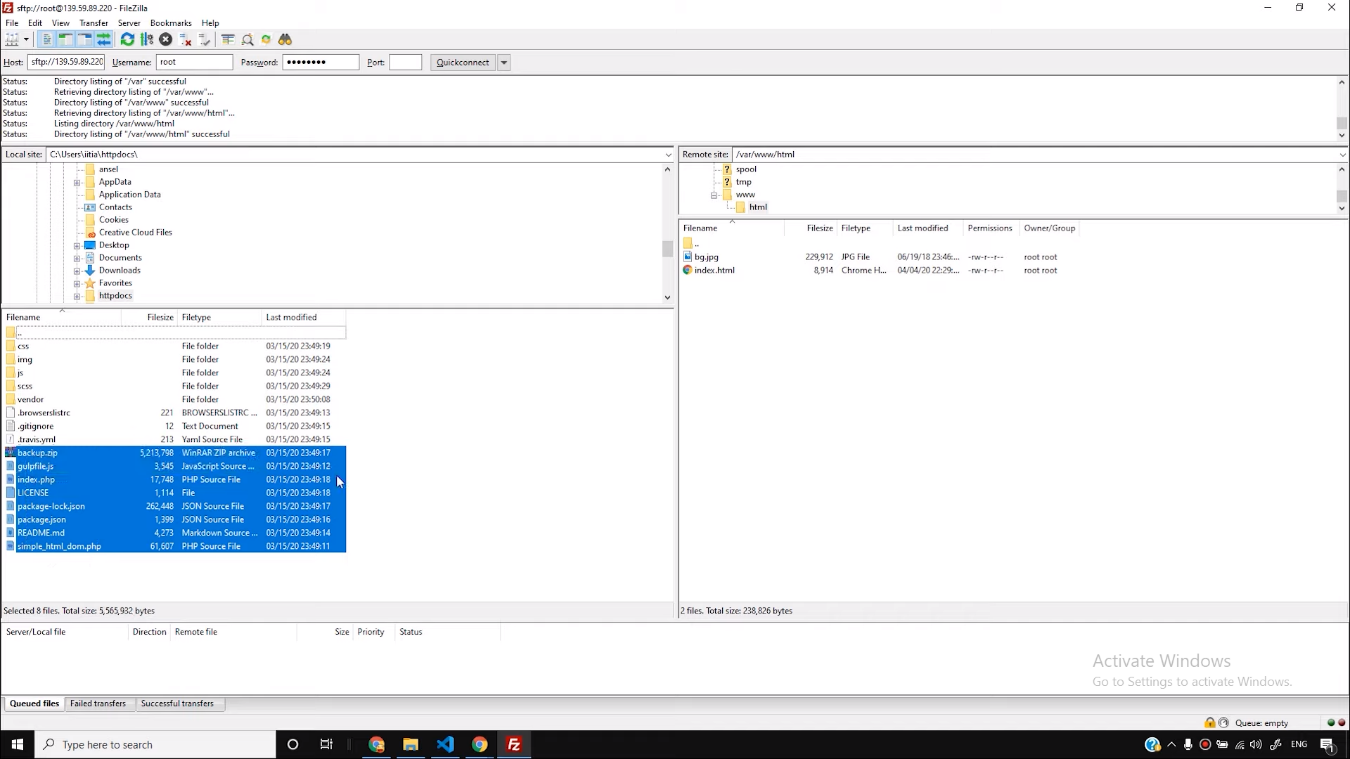 sftp://root@139.59.89.220 - FileZilla
File Edit View Transfer Server Bookmarks Help
Host: sftp://139.59.89.220 Username: root Password: •••••••• Port: Quickconnect
Status: Directory listing of "/var" successful
Status: Retrieving directory listing of "/var/www"...
Status: Directory listing of "/var/www" successful
Status: Retrieving directory listing of "/var/www/html"...
Status: Listing directory /var/www/html
Status: Directory listing of "/var/www/html" successful
Local site: C:\Users\iitia\httpdocs\
ansel
AppData
Application Data
Contacts
Cookies
Creative Cloud Files
Desktop
Documents
Downloads
Favorites
httpdocs
Filename Filesize Filetype Last modified
..
css File folder 03/15/20 23:49:19
img File folder 03/15/20 23:49:24
js File folder 03/15/20 23:49:24
scss File folder 03/15/20 23:49:29
vendor File folder 03/15/20 23:50:08
.browserslistrc 221 BROWSERSLISTRC ... 03/15/20 23:49:13
.gitignore 12 Text Document 03/15/20 23:49:15
.travis.yml 213 Yaml Source File 03/15/20 23:49:15
backup.zip 5,213,798 WinRAR ZIP archive 03/15/20 23:49:17
gulpfile.js 3,545 JavaScript Source ... 03/15/20 23:49:12
index.php 17,748 PHP Source File 03/15/20 23:49:18
LICENSE 1,114 File 03/15/20 23:49:18
package-lock.json 262,448 JSON Source File 03/15/20 23:49:17
package.json 1,399 JSON Source File 03/15/20 23:49:16
README.md 4,273 Markdown Source ... 03/15/20 23:49:14
simple_html_dom.php 61,607 PHP Source File 03/15/20 23:49:11
Selected 8 files. Total size: 5,565,932 bytes
Remote site: /var/www/html
spool
tmp
www
html
Filename Filesize Filetype Last modified Permissions Owner/Group
..
bg.jpg 229,912 JPG File 06/19/18 23:46:... -rw-r--r-- root root
index.html 8,914 Chrome H... 04/04/20 22:29:... -rw-r--r-- root root
2 files. Total size: 238,826 bytes
Server/Local file Direction Remote file Size Priority Status
Activate Windows
Go to Settings to activate Windows.
Queued files Failed transfers Successful transfers
Queue: empty
Type here to search
ENG